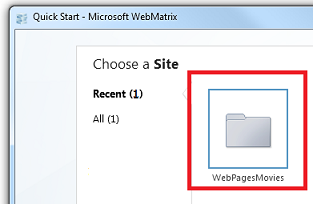 Quick Start - Microsoft WebMatrix
Choose a Site
Recent (1)
All (1)
WebPagesMovies